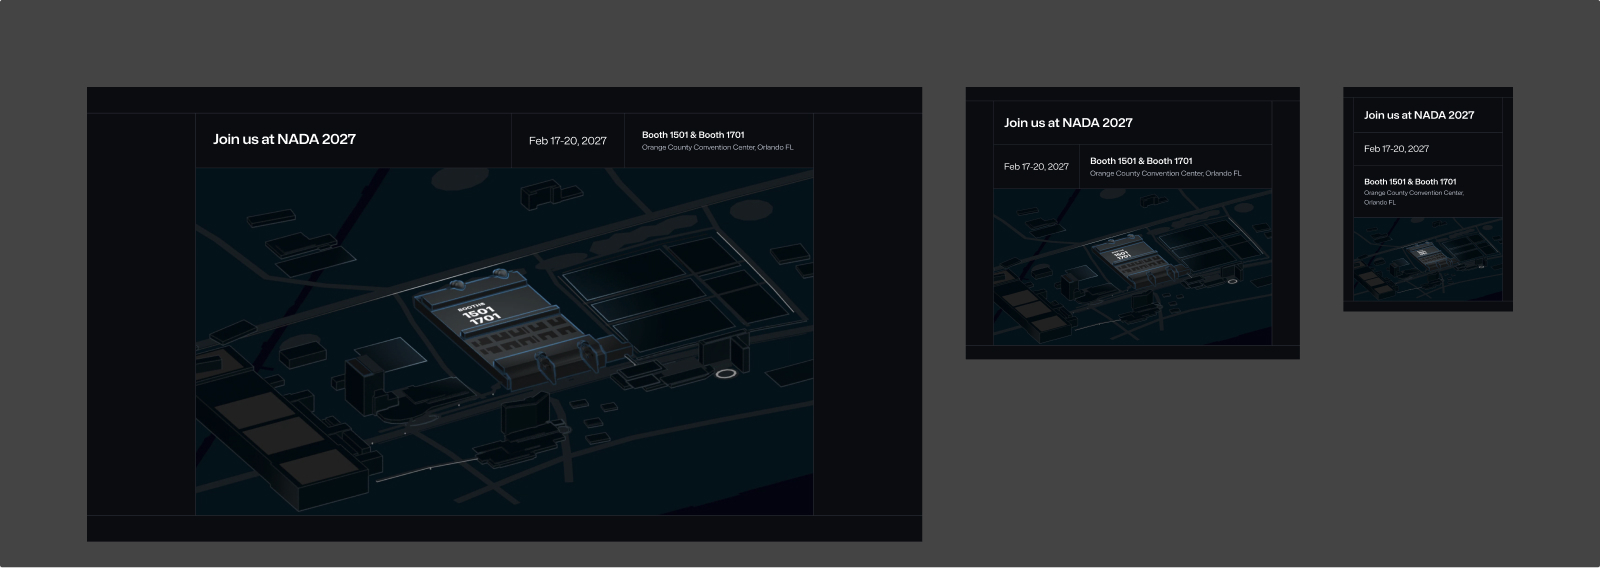 Join us at NADA 2027
Feb 17-20, 2027
Booth 1501 & Booth 1701
Orange County Convention Center, Orlando FL
BOOTHS
1501
1701
Join us at NADA 2027
Feb 17-20, 2027
Booth 1501 & Booth 1701
Orange County Convention Center, Orlando FL
1501
1701
Join us at NADA 2027
Feb 17-20, 2027
Booth 1501 & Booth 1701
Orange County Convention Center,
Orlando FL